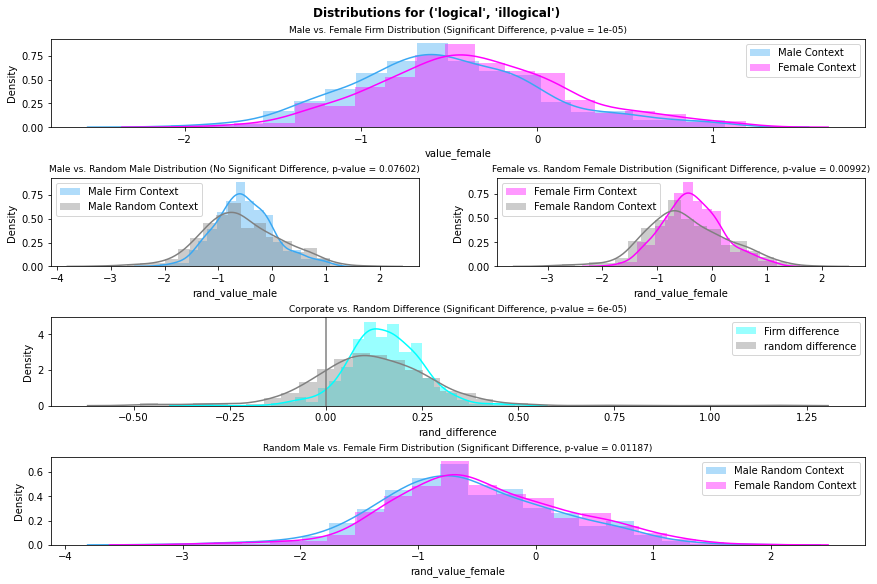 Distributions for ('logical', 'illogical')
Male vs. Female Firm Distribution (Significant Difference, p-value = 1e-05)
Density
0.00
0.25
0.50
0.75
Male Context
Female Context
−2
−1
0
1
value_female
Male vs. Random Male Distribution (No Significant Difference, p-value = 0.07602)
Density
0.00
0.25
0.50
0.75
Male Firm Context
Male Random Context
−4
−3
−2
−1
0
1
2
rand_value_male
Female vs. Random Female Distribution (Significant Difference, p-value = 0.00992)
Density
0.00
0.25
0.50
0.75
Female Firm Context
Female Random Context
−3
−2
−1
0
1
2
rand_value_female
Corporate vs. Random Difference (Significant Difference, p-value = 6e-05)
Density
0
2
4
Firm difference
random difference
−0.50
−0.25
0.00
0.25
0.50
0.75
1.00
1.25
rand_difference
Random Male vs. Female Firm Distribution (Significant Difference, p-value = 0.01187)
Density
0.0
0.2
0.4
0.6
Male Random Context
Female Random Context
−4
−3
−2
−1
0
1
2
rand_value_female